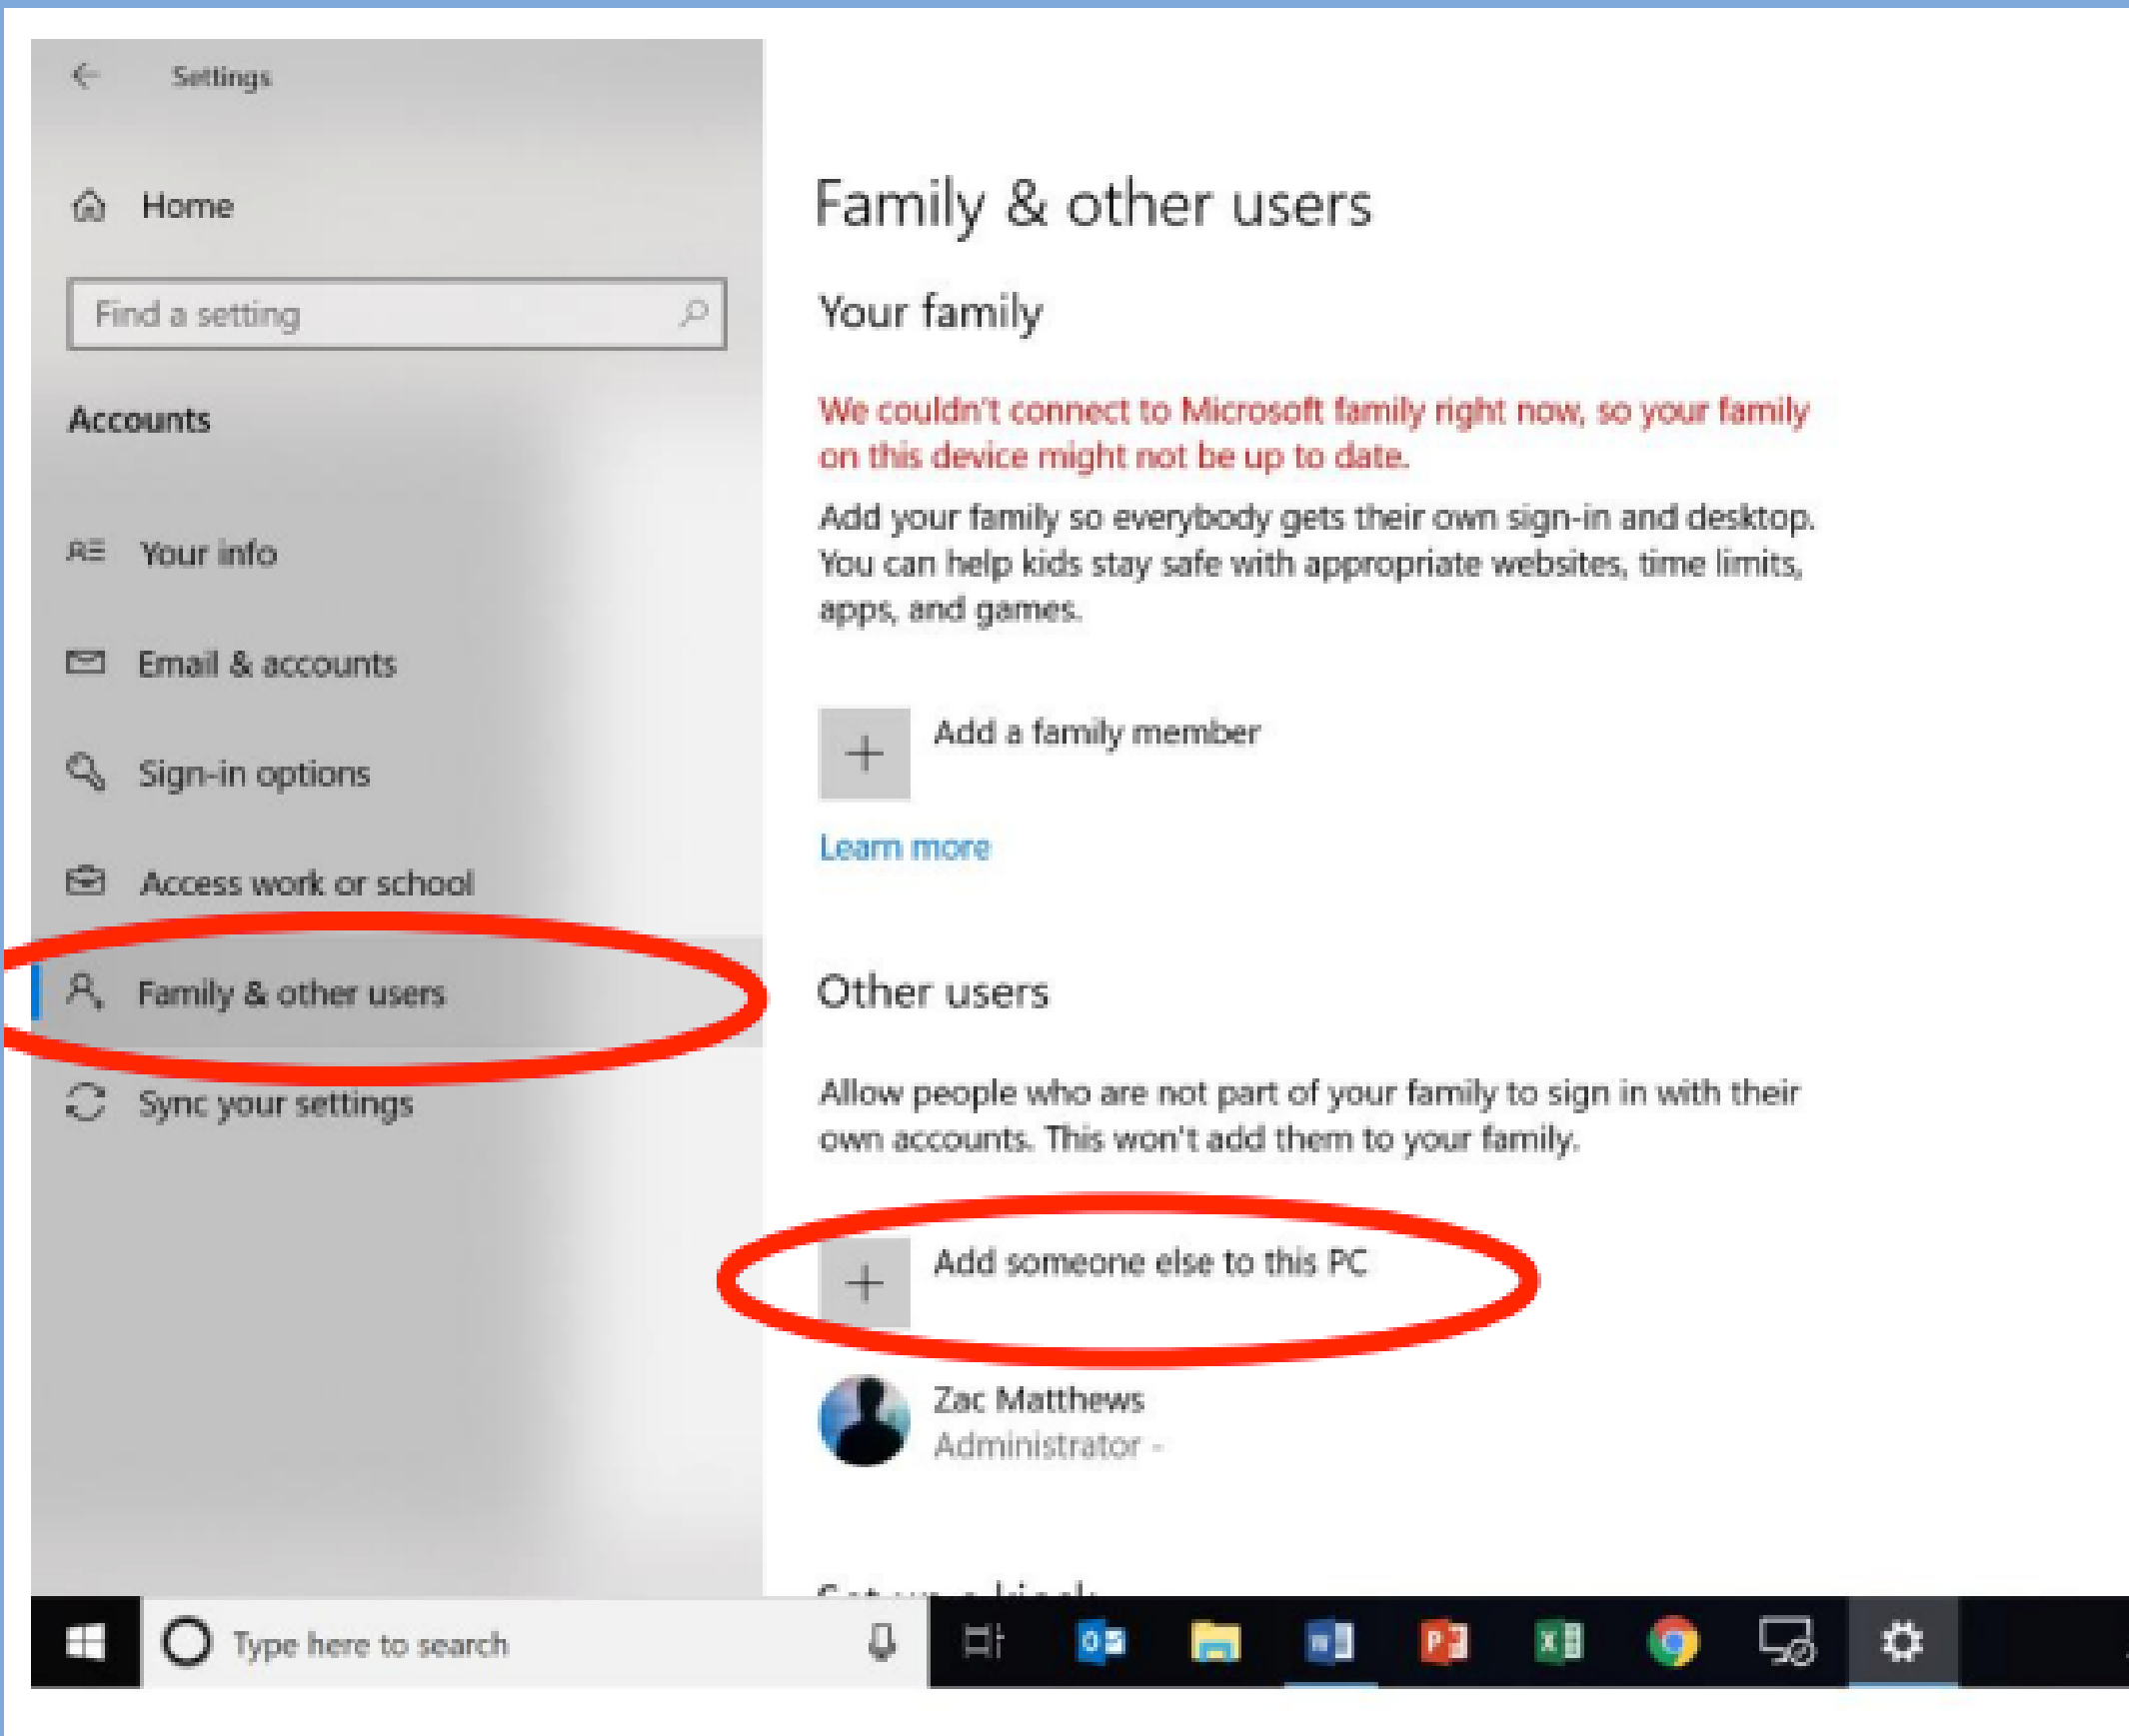 Settings
Home
Find a setting
Accounts
Your info
Email & accounts
Sign-in options
Access work or school
Family & other users
Sync your settings
Family & other users
Your family
We couldn't connect to Microsoft family right now, so your family
on this device might not be up to date.
Add your family so everybody gets their own sign-in and desktop.
You can help kids stay safe with appropriate websites, time limits,
apps, and games.
Add a family member
Learn more
Other users
Allow people who are not part of your family to sign in with their
own accounts. This won't add them to your family.
Add someone else to this PC
Zac Matthews
Administrator -
Set up a kiosk
Type here to search